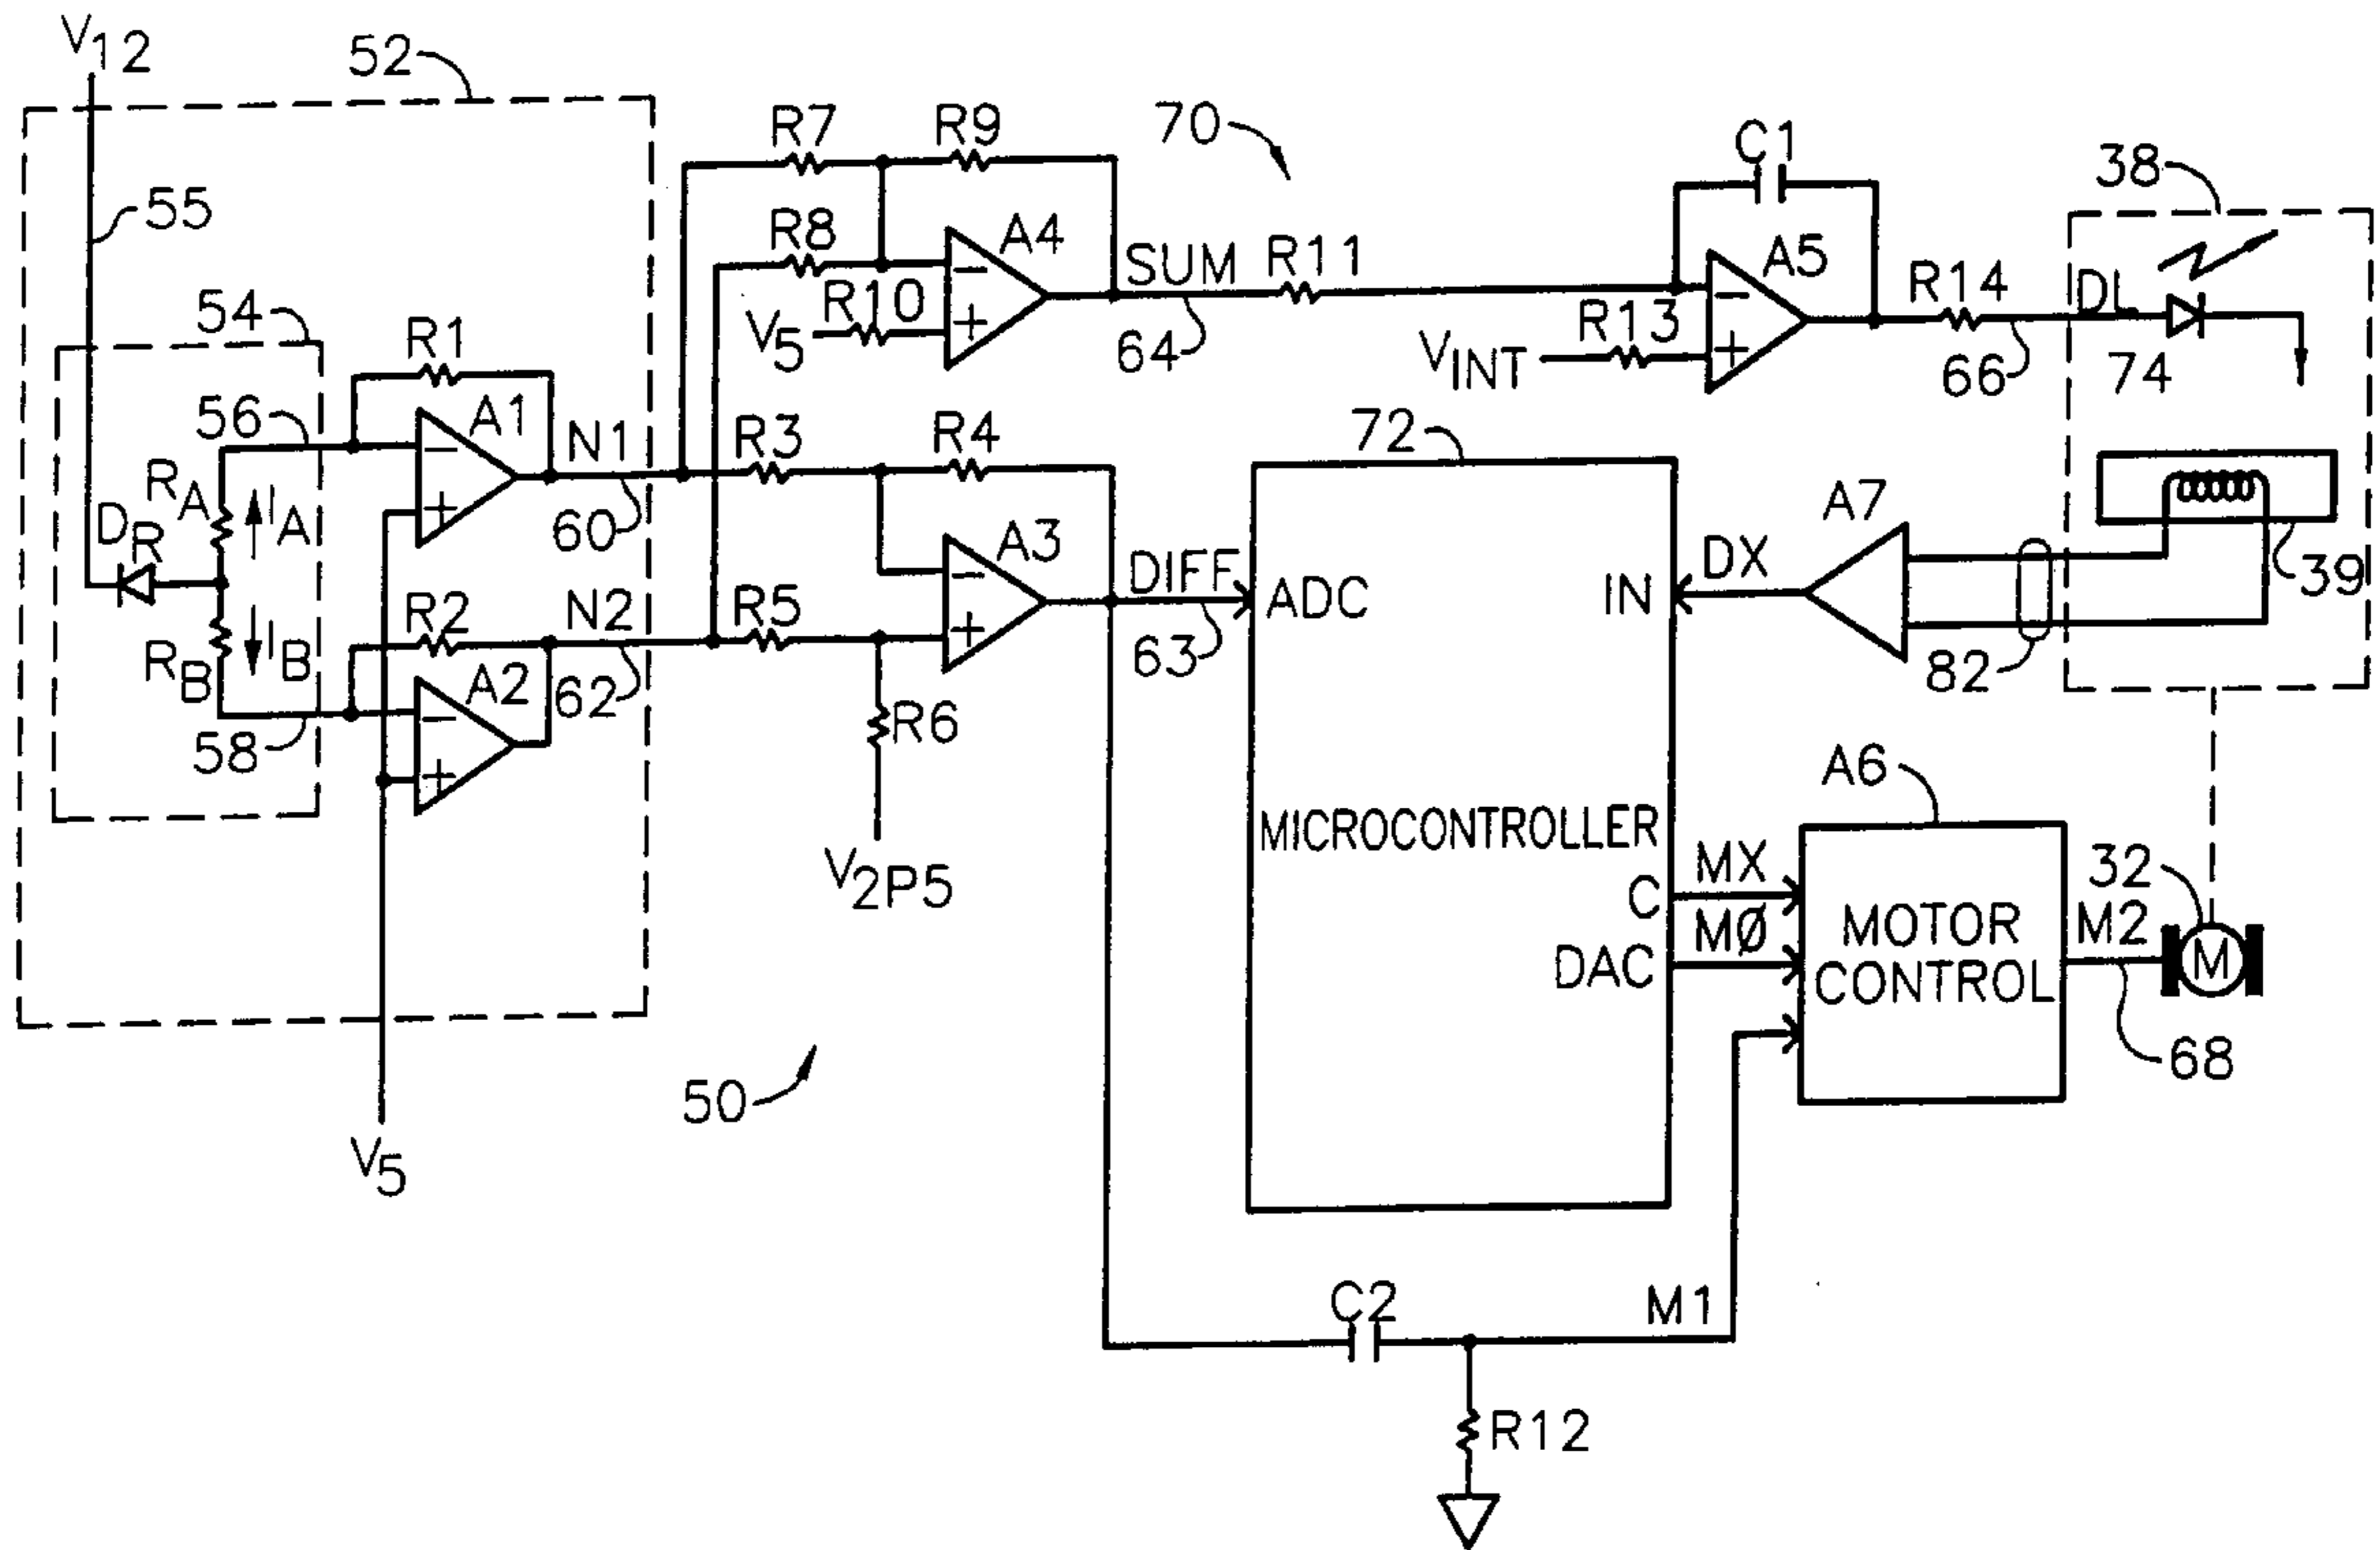 V12
52
R7
R9
70
C1
38
55
R8
A4
SUM
R11
A5
R14
DL
54
R10
V5
64
R13
VINT
66
74
R1
56
A1
N1
R3
R4
72
A7
RA
IA
DR
60
A3
DIFF
ADC
IN
DX
39
R2
N2
R5
63
82
RB
IB
A2
62
58
R6
A6
MICROCONTROLLER
V2P5
C
MX
32
MØ
MOTOR
CONTROL
M2
M
DAC
68
50
V5
C2
M1
R12